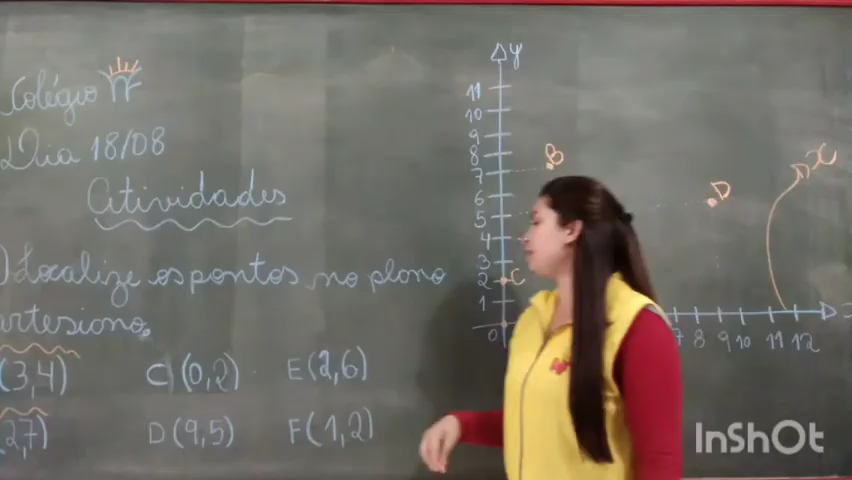 Colégio
Dia 18/08
Atividades
) Localize os pontos no plano
artesiano.
(3,4) C (0,2) E (2,6)
(2,7) D (9,5) F (1,2)
y
11
10
9
8
7
6
5
4
3
2
1
0
B
D
C
x
7 8 9 10 11 12
InShOt